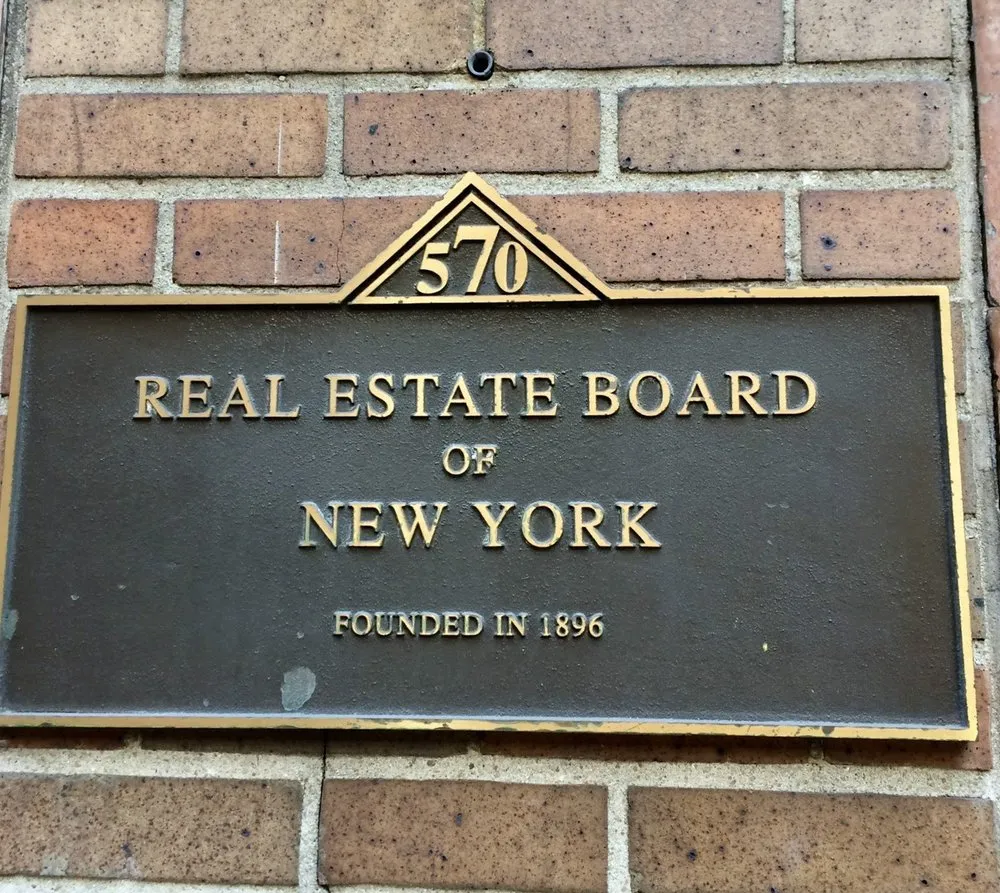 570
REAL ESTATE BOARD
OF
NEW YORK
FOUNDED IN 1896